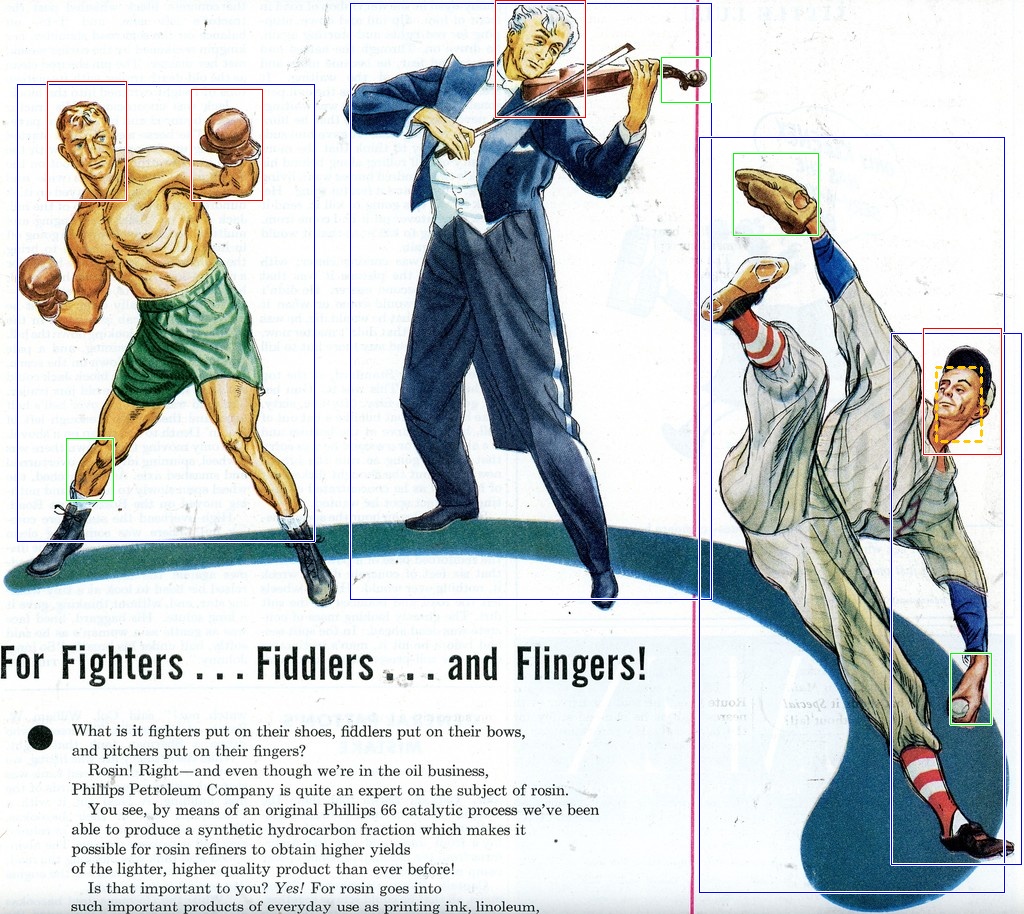 For Fighters . . . Fiddlers . . . and Flingers!
What is it fighters put on their shoes, fiddlers put on their bows,
and pitchers put on their fingers?
Rosin! Right—and even though we're in the oil business,
Phillips Petroleum Company is quite an expert on the subject of rosin.
You see, by means of an original Phillips 66 catalytic process we've been
able to produce a synthetic hydrocarbon fraction which makes it
possible for rosin refiners to obtain higher yields
of the lighter, higher quality product than ever before!
Is that important to you? Yes! For rosin goes into
such important products of everyday use as printing ink, linoleum,